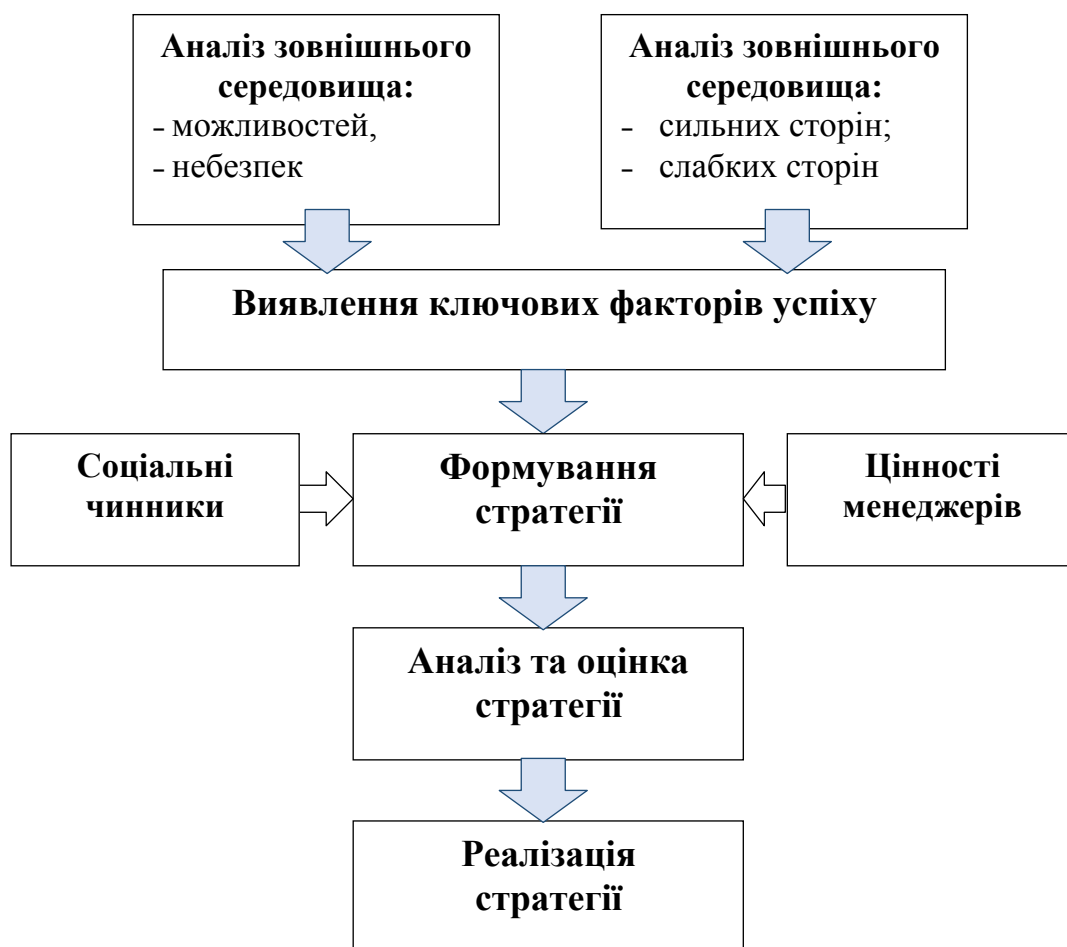 Аналіз зовнішнього
середовища:
- можливостей,
- небезпек
Аналіз зовнішнього
середовища:
- сильних сторін;
- слабких сторін
Виявлення ключових факторів успіху
Соціальні
чинники
Формування
стратегії
Цінності
менеджерів
Аналіз та оцінка
стратегії
Реалізація
стратегії